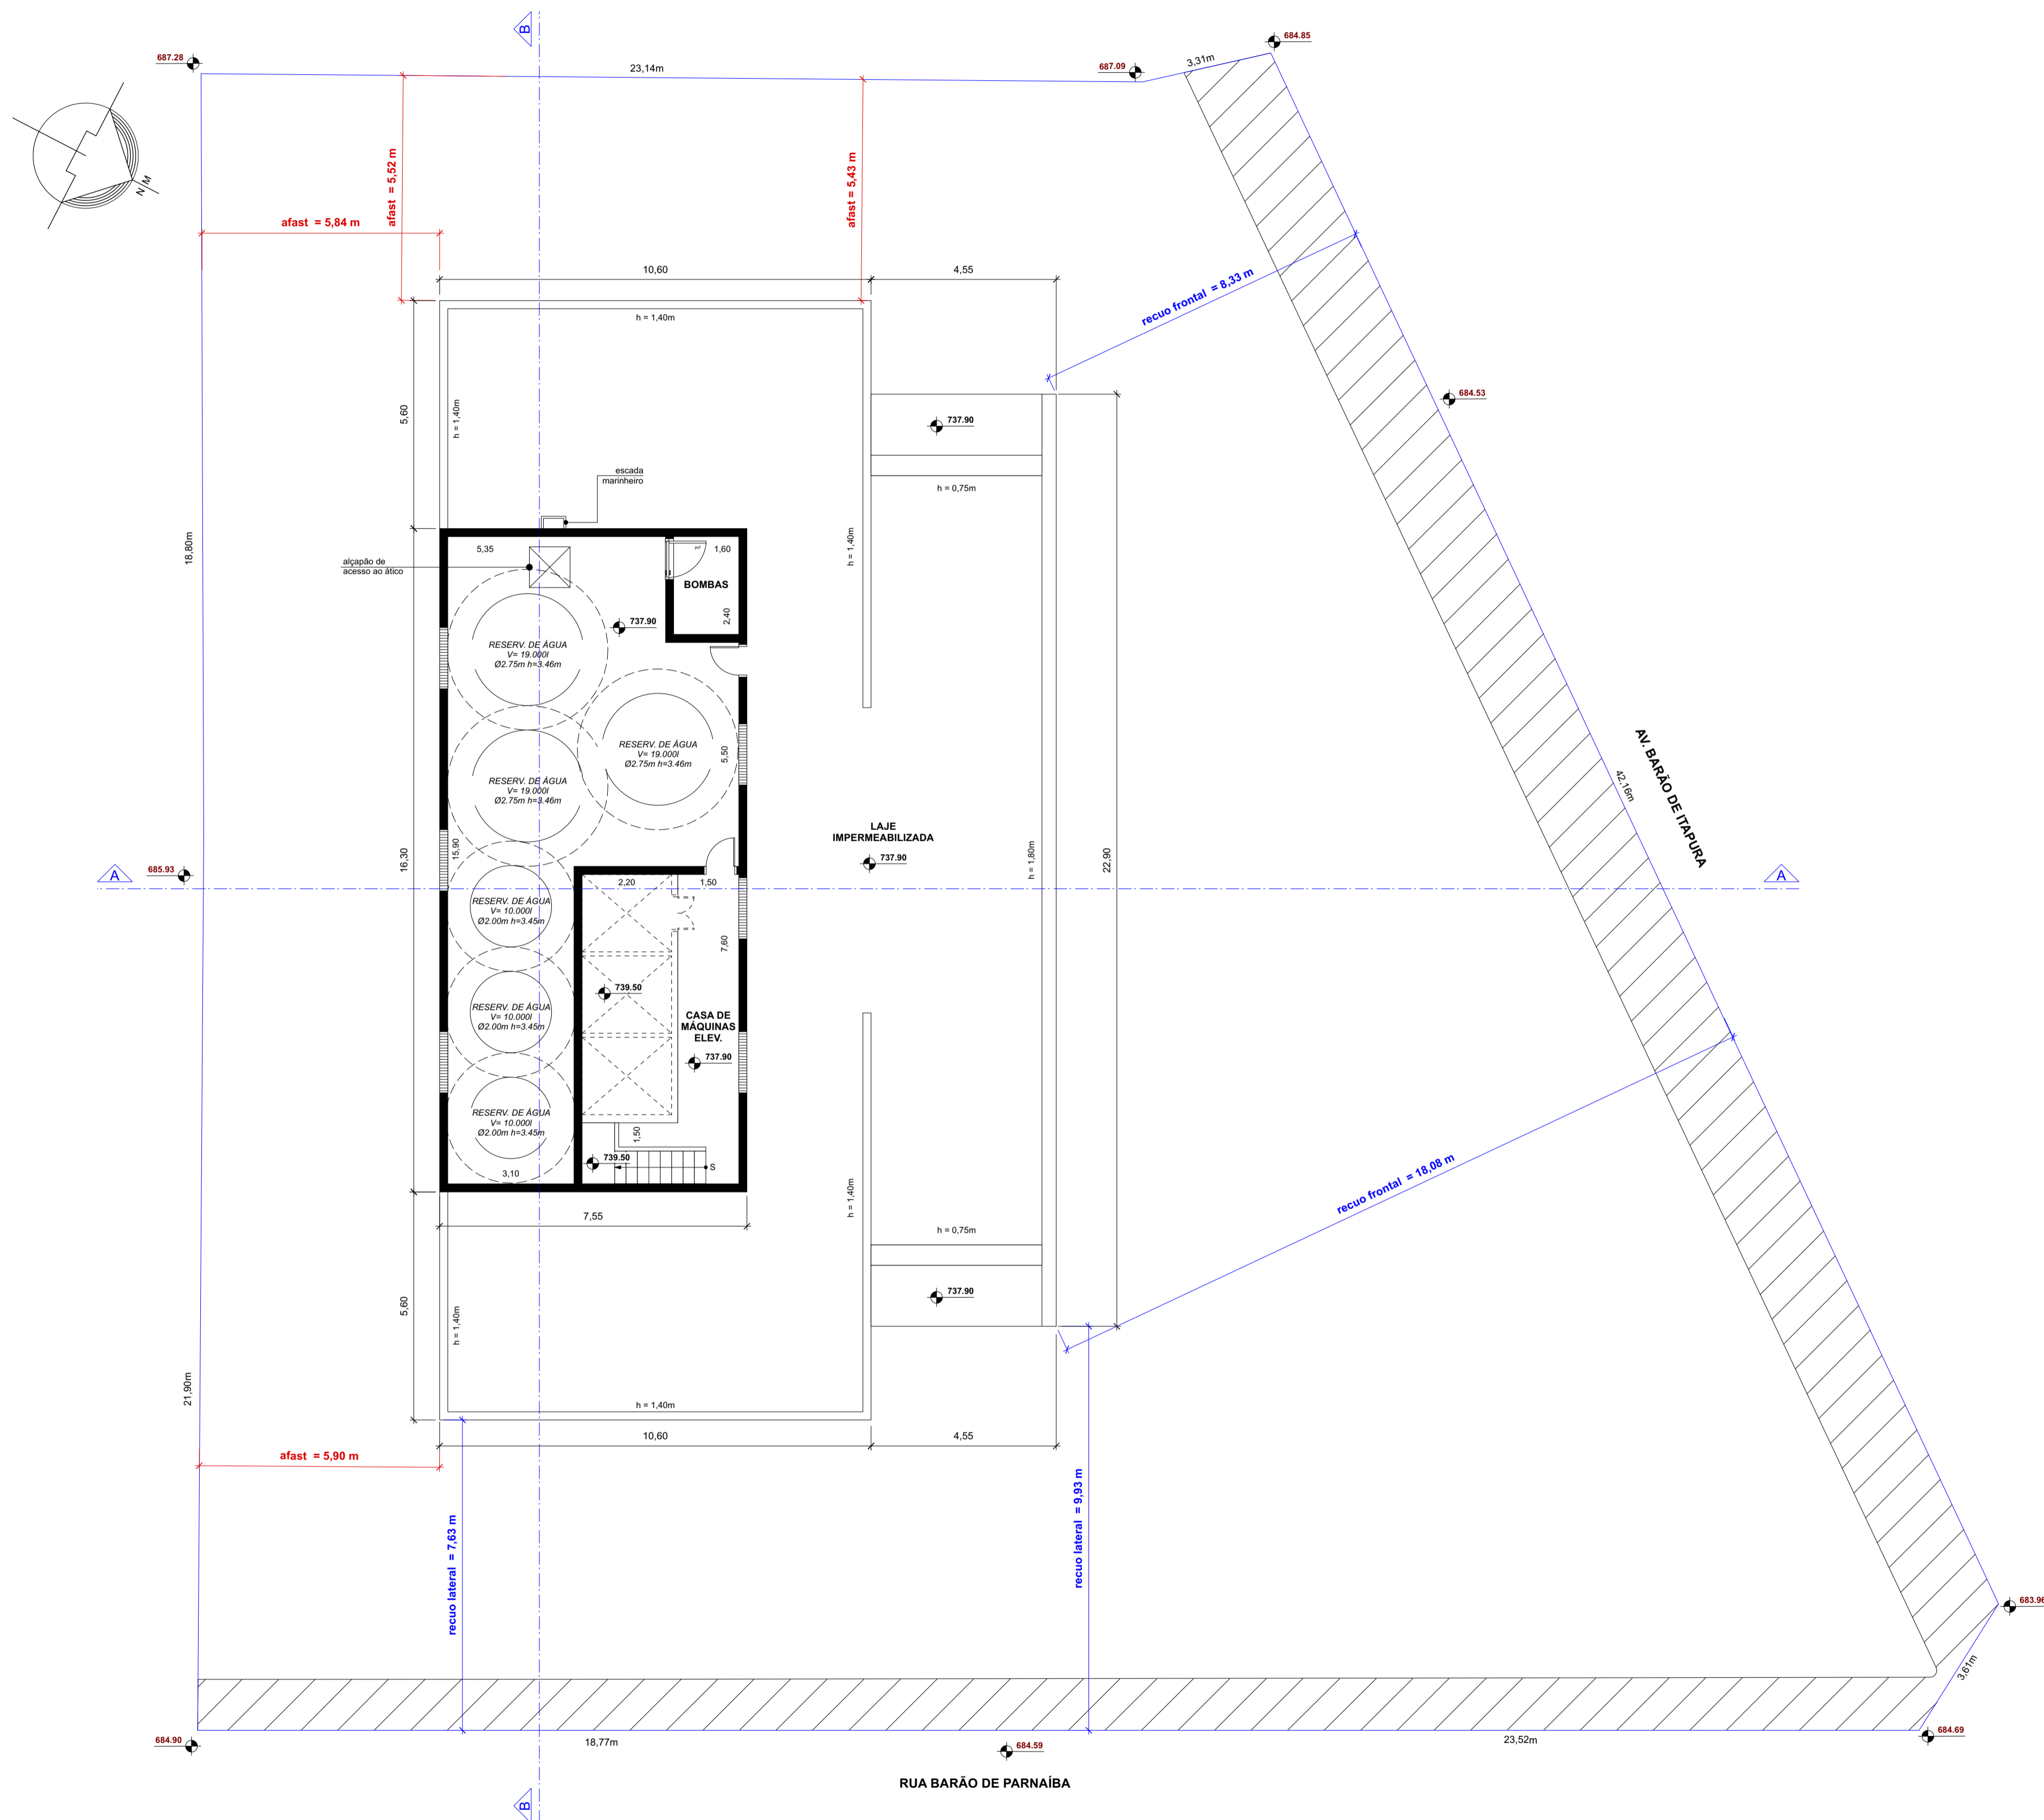 B
687.28
23,14m
687.09
3,31m
684.85
N M
afast = 5,52 m
afast = 5,43 m
afast = 5,84 m
10,60
4,55
recuo frontal = 8,33 m
h = 1,40m
5,60
h = 1,40m
684.53
737.90
escada
marinheiro
h = 0,75m
18,80m
h = 1,40m
alçapão de
acesso ao ático
5,35
1,60
BOMBAS
2,40
737.90
RESERV. DE ÁGUA
V= 19.000l
Ø2.75m h=3.46m
RESERV. DE ÁGUA
V= 19.000l
Ø2.75m h=3.46m
5,50
RESERV. DE ÁGUA
V= 19.000l
Ø2.75m h=3.46m
AV. BARÃO DE ITAPURA
42,16m
LAJE
IMPERMEABILIZADA
737.90
15,90
16,30
h = 1,80m
22,90
685.93
A
A
2,20
1,50
RESERV. DE ÁGUA
V= 10.000l
Ø2.00m h=3.45m
7,60
739.50
RESERV. DE ÁGUA
V= 10.000l
Ø2.00m h=3.45m
CASA DE
MÁQUINAS
ELEV.
737.90
RESERV. DE ÁGUA
V= 10.000l
Ø2.00m h=3.45m
1,50
739.50
S
3,10
h = 1,40m
recuo frontal = 18,08 m
7,55
h = 0,75m
5,60
h = 1,40m
737.90
21,90m
h = 1,40m
10,60
4,55
afast = 5,90 m
recuo lateral = 7,63 m
recuo lateral = 9,93 m
683.96
3,61m
684.90
18,77m
684.59
23,52m
684.69
RUA BARÃO DE PARNAÍBA
B